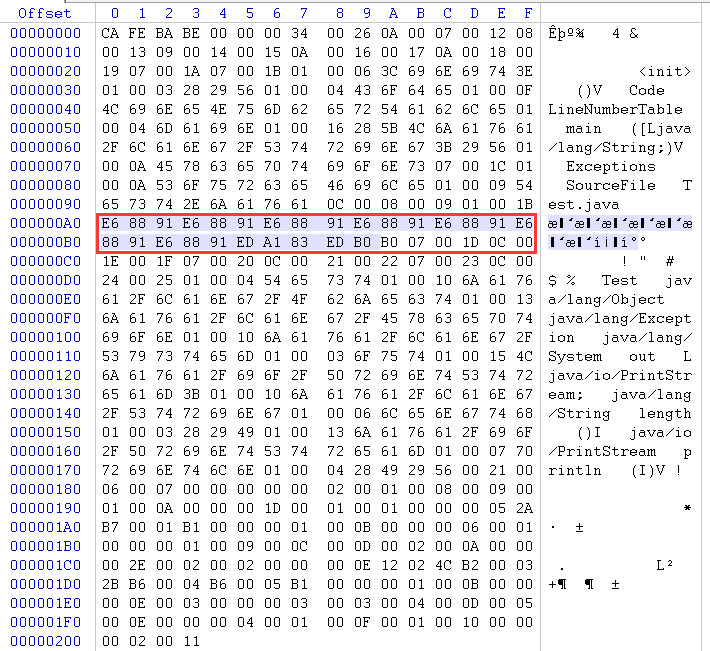 Offset 0 1 2 3 4 5 6 7 8 9 A B C D E F
00000000 CA FE BA BE 00 00 00 34 00 26 0A 00 07 00 12 08 Êþº¾ 4 &
00000010 00 13 09 00 14 00 15 0A 00 16 00 17 0A 00 18 00
00000020 19 07 00 1A 07 00 1B 01 00 06 3C 69 6E 69 74 3E <init>
00000030 01 00 03 28 29 56 01 00 04 43 6F 64 65 01 00 0F ()V Code
00000040 4C 69 6E 65 4E 75 6D 62 65 72 54 61 62 6C 65 01 LineNumberTable
00000050 00 04 6D 61 69 6E 01 00 16 28 5B 4C 6A 61 76 61 main ([Ljava
00000060 2F 6C 61 6E 67 2F 53 74 72 69 6E 67 3B 29 56 01 /lang/String;)V
00000070 00 0A 45 78 63 65 70 74 69 6F 6E 73 07 00 1C 01 Exceptions
00000080 00 0A 53 6F 75 72 63 65 46 69 6C 65 01 00 09 54 SourceFile T
00000090 65 73 74 2E 6A 61 76 61 0C 00 08 00 09 01 00 1B est.java
000000A0 E6 88 91 E6 88 91 E6 88 91 E6 88 91 E6 88 91 E6
000000B0 88 91 E6 88 91 ED A1 83 ED B0 B0 07 00 1D 0C 00
000000C0 1E 00 1F 07 00 20 0C 00 21 00 22 07 00 23 0C 00 ! " #
000000D0 24 00 25 01 00 04 54 65 73 74 01 00 10 6A 61 76 $ % Test jav
000000E0 61 2F 6C 61 6E 67 2F 4F 62 6A 65 63 74 01 00 13 a/lang/Object
000000F0 6A 61 76 61 2F 6C 61 6E 67 2F 45 78 63 65 70 74 java/lang/Except
00000100 69 6F 6E 01 00 10 6A 61 76 61 2F 6C 61 6E 67 2F ion java/lang/
00000110 53 79 73 74 65 6D 01 00 03 6F 75 74 01 00 15 4C System out L
00000120 6A 61 76 61 2F 69 6F 2F 50 72 69 6E 74 53 74 72 java/io/PrintStr
00000130 65 61 6D 3B 01 00 10 6A 61 76 61 2F 6C 61 6E 67 eam; java/lang
00000140 2F 53 74 72 69 6E 67 01 00 06 6C 65 6E 67 74 68 /String length
00000150 01 00 03 28 29 49 01 00 13 6A 61 76 61 2F 69 6F ()I java/io
00000160 2F 50 72 69 6E 74 53 74 72 65 61 6D 01 00 07 70 /PrintStream p
00000170 72 69 6E 74 6C 6E 01 00 04 28 49 29 56 00 21 00 rintln (I)V !
00000180 06 00 07 00 00 00 00 00 02 00 01 00 08 00 09 00
00000190 01 00 0A 00 00 00 1D 00 01 00 01 00 00 00 05 2A *
000001A0 B7 00 01 B1 00 00 00 01 00 0B 00 00 00 06 00 01 · ±
000001B0 00 00 00 01 00 09 00 0C 00 0D 00 02 00 0A 00 00
000001C0 00 2E 00 02 00 02 00 00 00 0E 12 02 4C B2 00 03 . L²
000001D0 2B B6 00 04 B6 00 05 B1 00 00 00 01 00 0B 00 00 +¶ ¶ ±
000001E0 00 0E 00 03 00 00 00 03 00 03 00 04 00 0D 00 05
000001F0 00 0E 00 00 00 04 00 01 00 0F 00 01 00 10 00 00
00000200 00 02 00 11